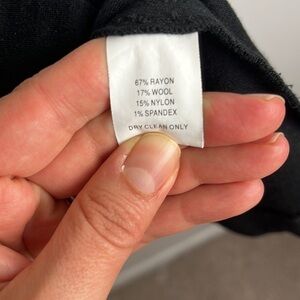 67% RAYON
17% WOOL
15% NYLON
1% SPANDEX
DRY CLEAN ONLY